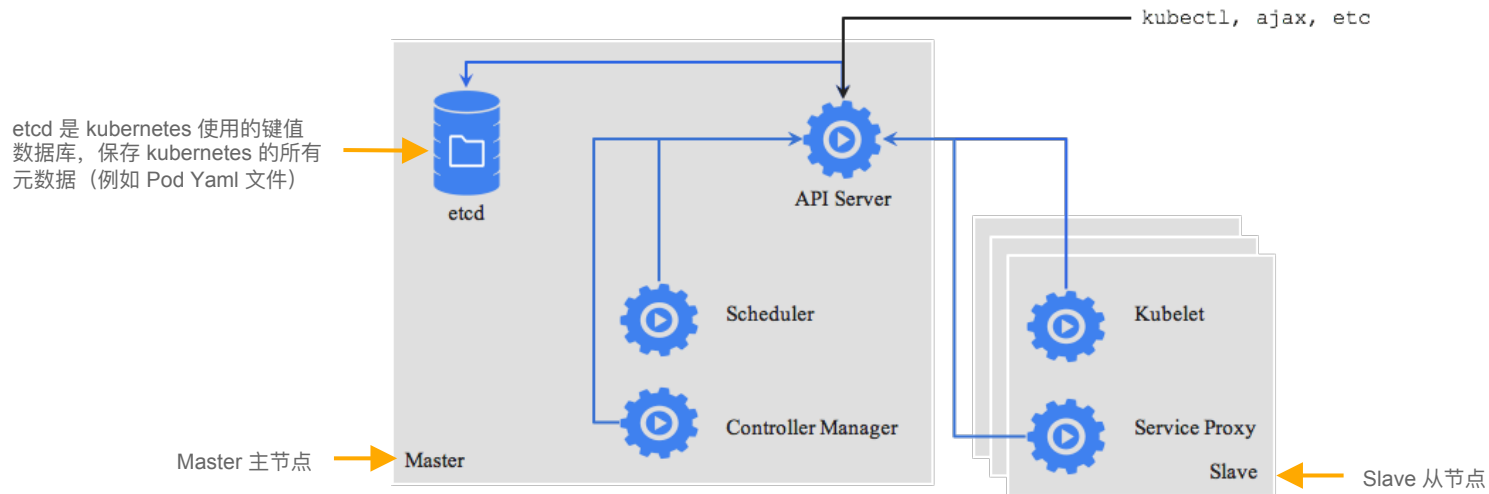 kubectl, ajax, etc
etcd 是 kubernetes 使用的键值
数据库，保存 kubernetes 的所有
元数据（例如 Pod Yaml 文件）
etcd
API Server
Scheduler
Kubelet
Controller Manager
Service Proxy
Master 主节点
Master
Slave
Slave 从节点